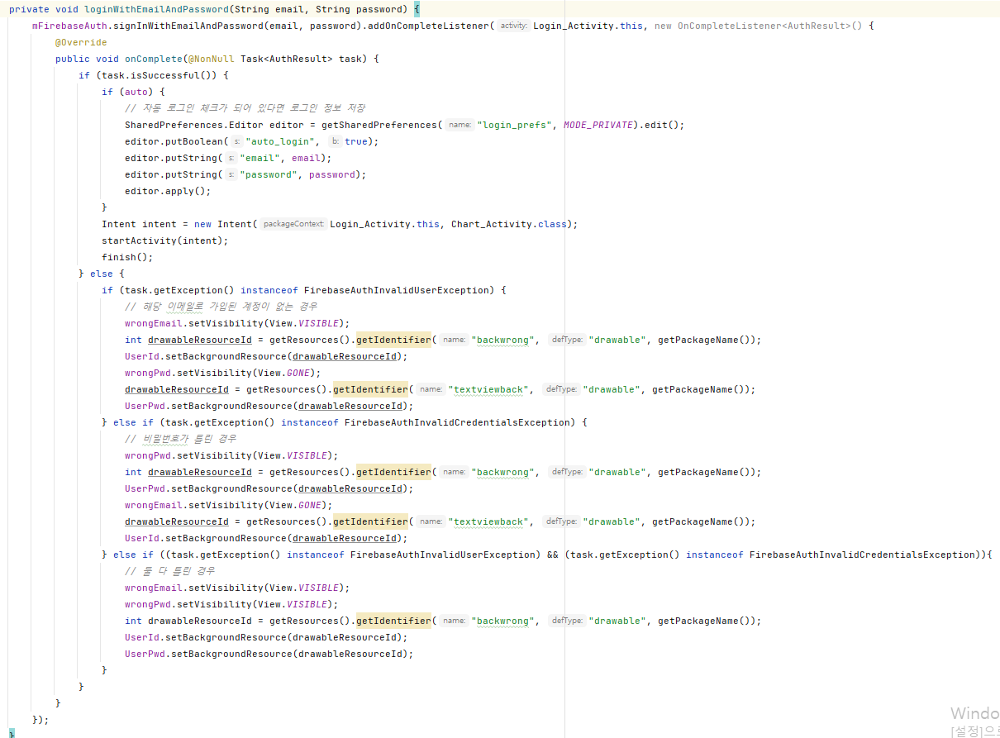 private void loginWithEmailAndPassword(String email, String password) {
mFirebaseAuth.signInWithEmailAndPassword(email, password).addOnCompleteListener( activity: Login_Activity.this, new OnCompleteListener<AuthResult>() {
@Override
public void onComplete(@NonNull Task<AuthResult> task) {
if (task.isSuccessful()) {
if (auto) {
// 자동 로그인 체크가 되어 있다면 로그인 정보 저장
SharedPreferences.Editor editor = getSharedPreferences( name: "login_prefs", MODE_PRIVATE).edit();
editor.putBoolean( s: "auto_login", b: true);
editor.putString( s: "email", email);
editor.putString( s: "password", password);
editor.apply();
}
Intent intent = new Intent( packageContext: Login_Activity.this, Chart_Activity.class);
startActivity(intent);
finish();
} else {
if (task.getException() instanceof FirebaseAuthInvalidUserException) {
// 해당 이메일로 가입된 계정이 없는 경우
wrongEmail.setVisibility(View.VISIBLE);
int drawableResourceId = getResources().getIdentifier( name: "backwrong", defType: "drawable", getPackageName());
UserId.setBackgroundResource(drawableResourceId);
wrongPwd.setVisibility(View.GONE);
drawableResourceId = getResources().getIdentifier( name: "textviewback", defType: "drawable", getPackageName());
UserPwd.setBackgroundResource(drawableResourceId);
} else if (task.getException() instanceof FirebaseAuthInvalidCredentialsException) {
// 비밀번호가 틀린 경우
wrongPwd.setVisibility(View.VISIBLE);
int drawableResourceId = getResources().getIdentifier( name: "backwrong", defType: "drawable", getPackageName());
UserPwd.setBackgroundResource(drawableResourceId);
wrongEmail.setVisibility(View.GONE);
drawableResourceId = getResources().getIdentifier( name: "textviewback", defType: "drawable", getPackageName());
UserId.setBackgroundResource(drawableResourceId);
} else if ((task.getException() instanceof FirebaseAuthInvalidUserException) && (task.getException() instanceof FirebaseAuthInvalidCredentialsException)){
// 둘 다 틀린 경우
wrongEmail.setVisibility(View.VISIBLE);
wrongPwd.setVisibility(View.VISIBLE);
int drawableResourceId = getResources().getIdentifier( name: "backwrong", defType: "drawable", getPackageName());
UserId.setBackgroundResource(drawableResourceId);
UserPwd.setBackgroundResource(drawableResourceId);
}
}
}
});
}
Windo